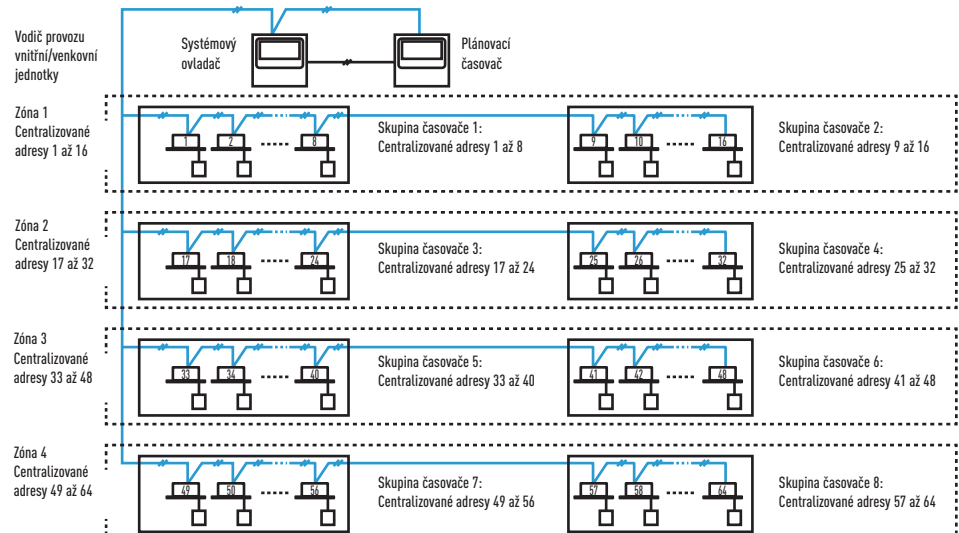 Vodič provozu
vnitřní/venkovní
jednotky
Systémový
ovladač
Plánovací
časovač
Zóna 1
Centralizované
adresy 1 až 16
1 2 8
Skupina časovače 1:
Centralizované adresy 1 až 8
9 10 16
Skupina časovače 2:
Centralizované adresy 9 až 16
Zóna 2
Centralizované
adresy 17 až 32
17 18 24
Skupina časovače 3:
Centralizované adresy 17 až 24
25 26 32
Skupina časovače 4:
Centralizované adresy 25 až 32
Zóna 3
Centralizované
adresy 33 až 48
33 34 40
Skupina časovače 5:
Centralizované adresy 33 až 40
41 42 48
Skupina časovače 6:
Centralizované adresy 41 až 48
Zóna 4
Centralizované
adresy 49 až 64
49 50 56
Skupina časovače 7:
Centralizované adresy 49 až 56
57 58 64
Skupina časovače 8:
Centralizované adresy 57 až 64